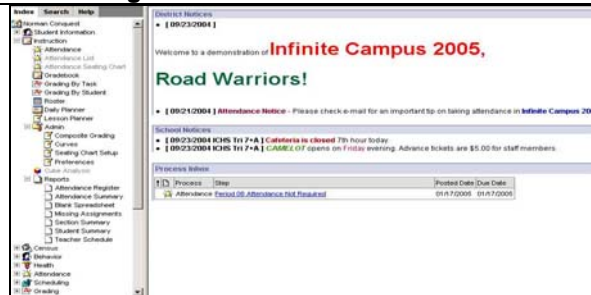 Index Search Help
Norman Conquest
Student Information
Instruction
Attendance
Attendance List
Attendance Seating Chart
Gradebook
Grading By Task
Grading By Student
Roster
Daily Planner
Lesson Planner
Admin
Composite Grading
Curves
Seating Chart Setup
Preferences
Cube Analysis
Reports
Attendance Register
Attendance Summary
Blank Spreadsheet
Missing Assignments
Section Summary
Student Summary
Teacher Schedule
Census
Behavior
Health
Attendance
Scheduling
Grading
District Notices
• [ 09/23/2004 ]
Welcome to a demonstration of Infinite Campus 2005,
Road Warriors!
• [ 09/21/2004 ] Attendance Notice - Please check e-mail for an important tip on taking attendance in Infinite Campus 20
School Notices
• [ 09/23/2004 ICHS Tri 7+A ] Cafeteria is closed 7th hour today.
• [ 09/23/2004 ICHS Tri 7+A ] CAMELOT opens on Friday evening. Advance tickets are $5.00 for staff members.
Process Inbox
Process Step Posted Date Due Date
Attendance Period 08 Attendance Not Required 01/17/2005 01/17/2005